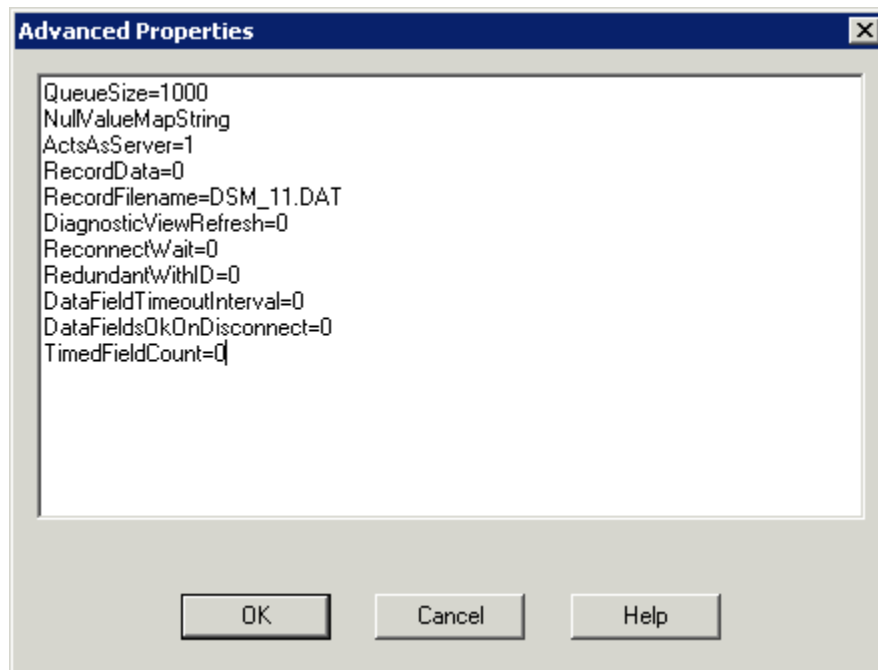 Advanced Properties
QueueSize=1000
NullValueMapString
ActsAsServer=1
RecordData=0
RecordFilename=DSM_11.DAT
DiagnosticViewRefresh=0
ReconnectWait=0
RedundantWithID=0
DataFieldTimeoutInterval=0
DataFieldsOkOnDisconnect=0
TimedFieldCount=0
OK Cancel Help